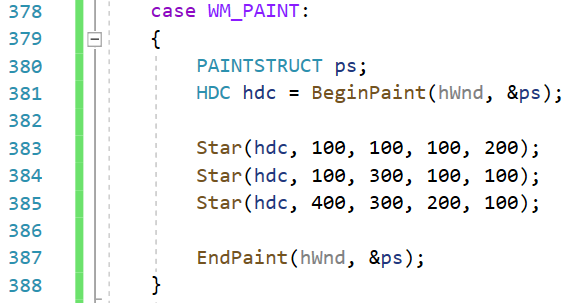 378 case WM_PAINT:
379 {
380 PAINTSTRUCT ps;
381 HDC hdc = BeginPaint(hWnd, &ps);
382
383 Star(hdc, 100, 100, 100, 200);
384 Star(hdc, 100, 300, 100, 100);
385 Star(hdc, 400, 300, 200, 100);
386
387 EndPaint(hWnd, &ps);
388 }